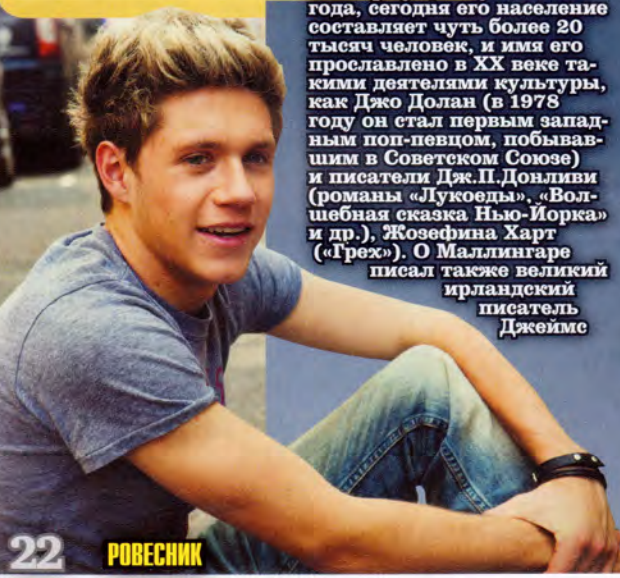 года, сегодня его население
составляет чуть более 20
тысяч человек, и имя его
прославлено в XX веке та-
кими деятелями культуры,
как Джо Долан (в 1978
году он стал первым запад-
ным поп-певцом, побывав-
шим в Советском Союзе)
и писатели Дж.П.Донливи
(романы «Лукоеды», «Вол-
шебная сказка Нью-Йорка»
и др.), Жозефина Харт
(«Грех»). О Маллингаре
писал также великий
ирландский
писатель
Джеймс
22 РОВЕСНИК